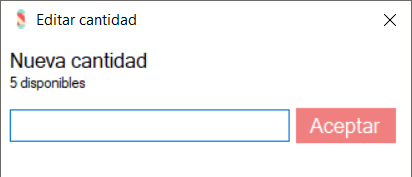 Editar cantidad
Nueva cantidad
5 disponibles
Aceptar